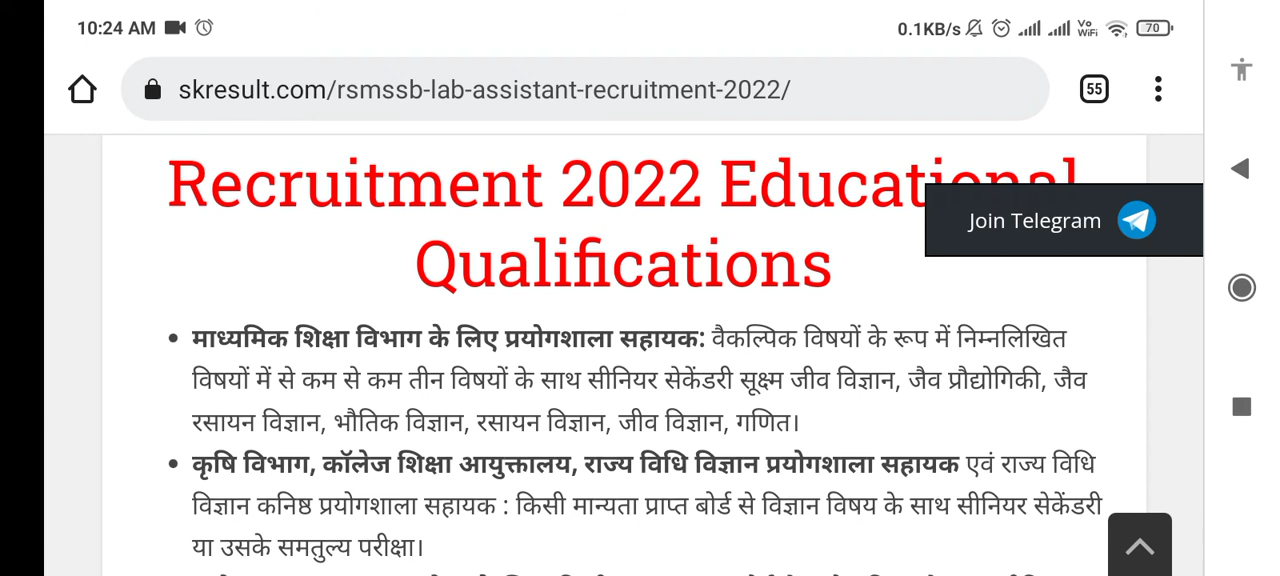 10:24 AM
0.1KB/s
Vo WiFi
70
skresult.com/rsmssb-lab-assistant-recruitment-2022/
55
Recruitment 2022 Educational
Join Telegram
Qualifications
• माध्यमिक शिक्षा विभाग के लिए प्रयोगशाला सहायक: वैकल्पिक विषयों के रूप में निम्नलिखित
विषयों में से कम से कम तीन विषयों के साथ सीनियर सेकेंडरी सूक्ष्म जीव विज्ञान, जैव प्रौद्योगिकी, जैव
रसायन विज्ञान, भौतिक विज्ञान, रसायन विज्ञान, जीव विज्ञान, गणित।
• कृषि विभाग, कॉलेज शिक्षा आयुक्तालय, राज्य विधि विज्ञान प्रयोगशाला सहायक एवं राज्य विधि
विज्ञान कनिष्ठ प्रयोगशाला सहायक : किसी मान्यता प्राप्त बोर्ड से विज्ञान विषय के साथ सीनियर सेकेंडरी
या उसके समतुल्य परीक्षा।